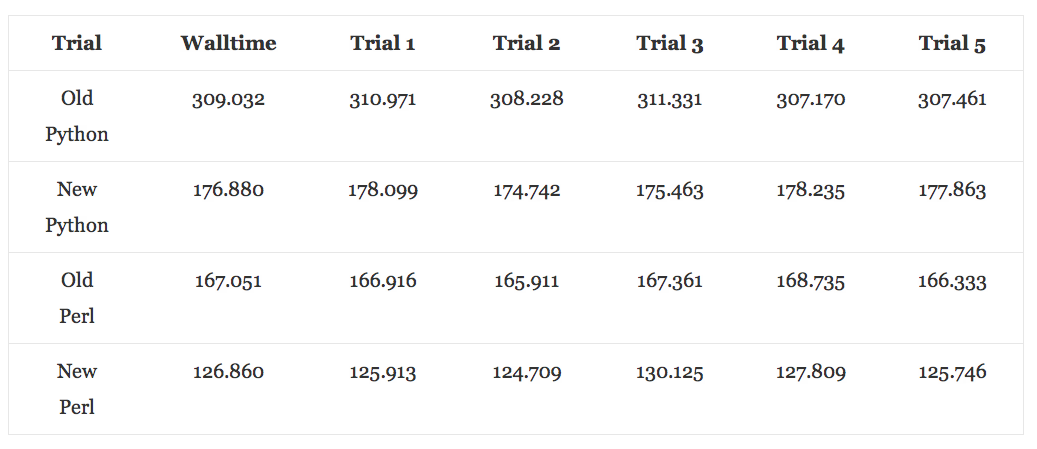 Trial Walltime Trial 1 Trial 2 Trial 3 Trial 4 Trial 5
Old Python 309.032 310.971 308.228 311.331 307.170 307.461
New Python 176.880 178.099 174.742 175.463 178.235 177.863
Old Perl 167.051 166.916 165.911 167.361 168.735 166.333
New Perl 126.860 125.913 124.709 130.125 127.809 125.746